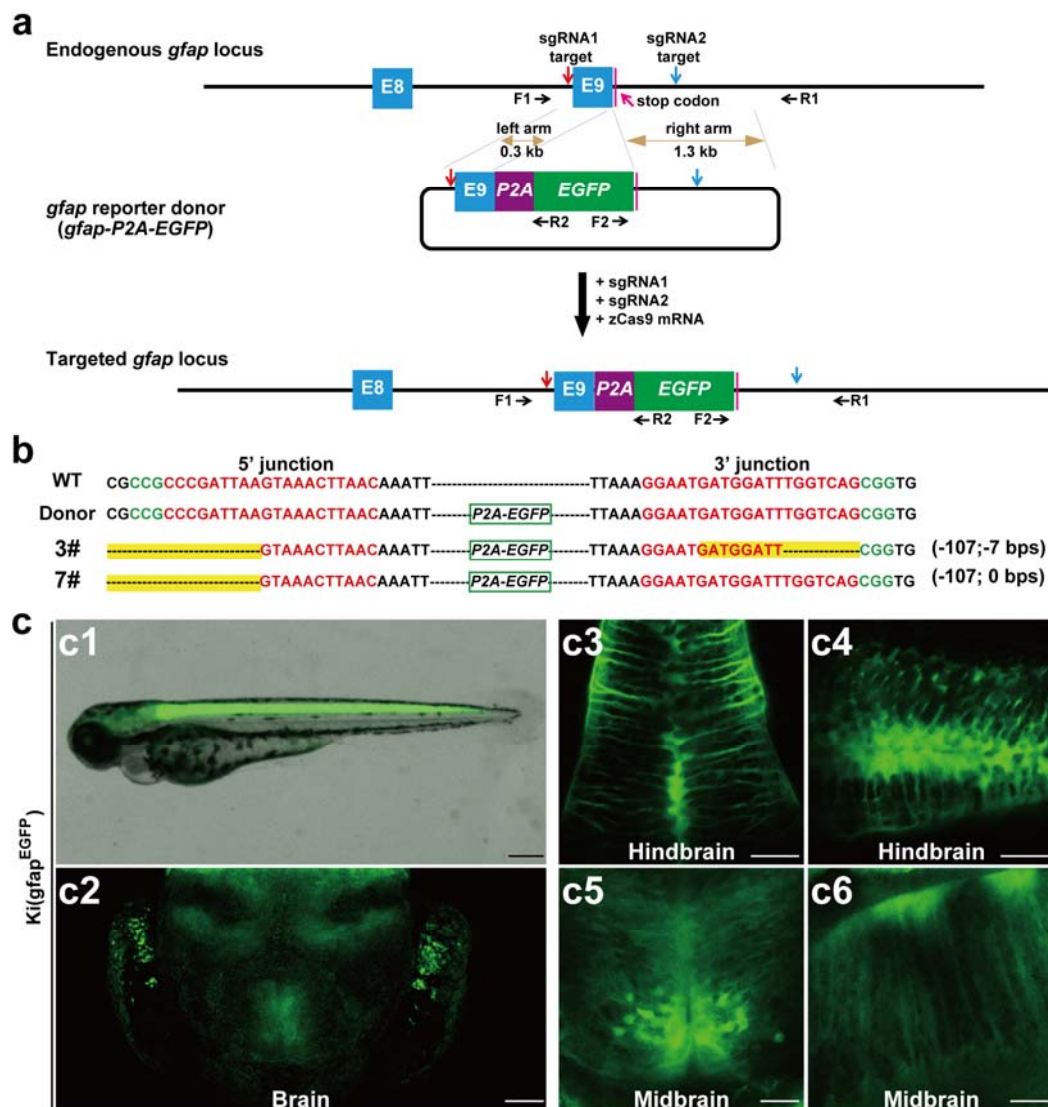 a
Endogenous gfap locus
sgRNA1 target
sgRNA2 target
E8
E9
F1
stop codon
R1
left arm
0.3 kb
right arm
1.3 kb
gfap reporter donor
(gfap-P2A-EGFP)
E9 P2A EGFP
R2 F2
+ sgRNA1
+ sgRNA2
+ zCas9 mRNA
Targeted gfap locus
E8
E9 P2A EGFP
F1
R2 F2
R1
b
5’ junction 3’ junction
WT CGCCGCCCGATTAAGTAAACTTAACAAATT----------------------------TTAAAGGAATGATGGATTTGGTCAGCGGTG
Donor CGCCGCCCGATTAAGTAAACTTAACAAATT-------P2A-EGFP-------TTAAAGGAATGATGGATTTGGTCAGCGGTG
3# --------------------------GTAAACTTAACAAATT-------P2A-EGFP-------TTAAAGGAATGATGGATT-------------CGGTG (-107;-7 bps)
7# --------------------------GTAAACTTAACAAATT-------P2A-EGFP-------TTAAAGGAATGATGGATTTGGTCAGCGGTG (-107; 0 bps)
c
Ki(gfapEGFP)
c1
c2
Brain
c3
Hindbrain
c4
Hindbrain
c5
Midbrain
c6
Midbrain